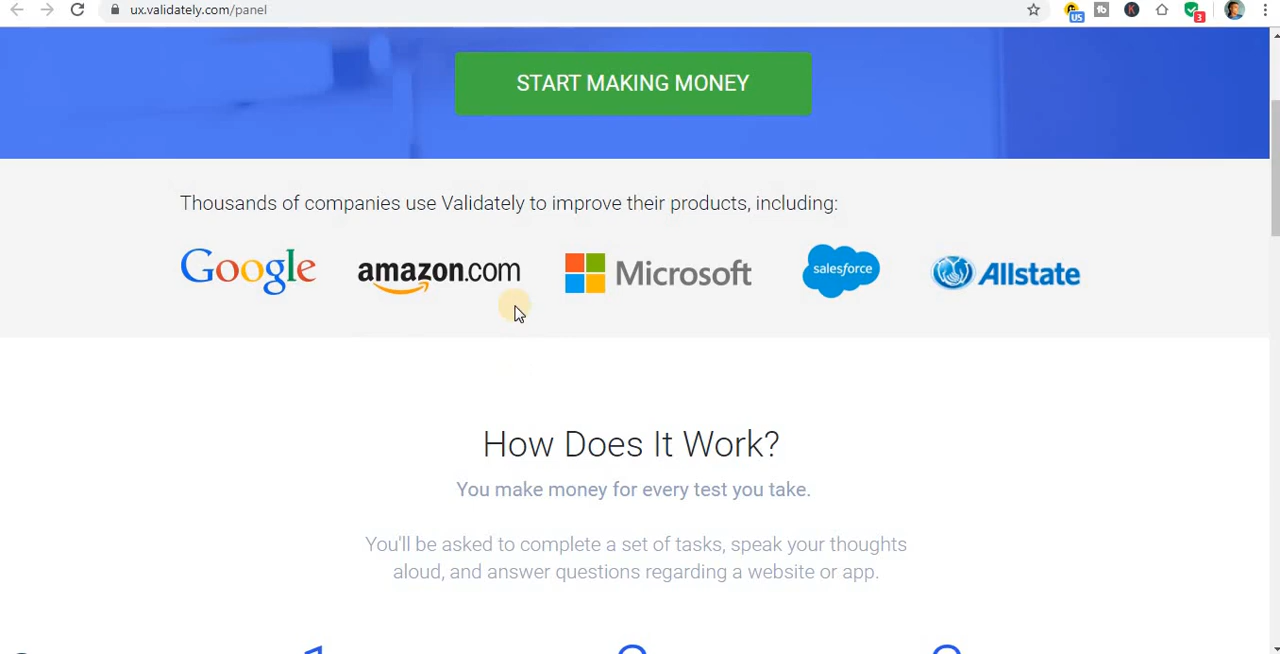 ux.validately.com/panel
US
K
3
START MAKING MONEY
Thousands of companies use Validately to improve their products, including:
Google amazon.com Microsoft salesforce Allstate
How Does It Work?
You make money for every test you take.
You'll be asked to complete a set of tasks, speak your thoughts
aloud, and answer questions regarding a website or app.